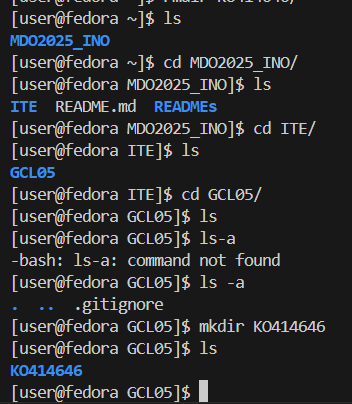 [user@fedora ~]$ ls
MDO2025_INO
[user@fedora ~]$ cd MDO2025_INO/
[user@fedora MDO2025_INO]$ ls
ITE  README.md  READMEs
[user@fedora MDO2025_INO]$ cd ITE/
[user@fedora ITE]$ ls
GCL05
[user@fedora ITE]$ cd GCL05/
[user@fedora GCL05]$ ls
[user@fedora GCL05]$ ls-a
-bash: ls-a: command not found
[user@fedora GCL05]$ ls -a
.  ..  .gitignore
[user@fedora GCL05]$ mkdir KO414646
[user@fedora GCL05]$ ls
KO414646
[user@fedora GCL05]$